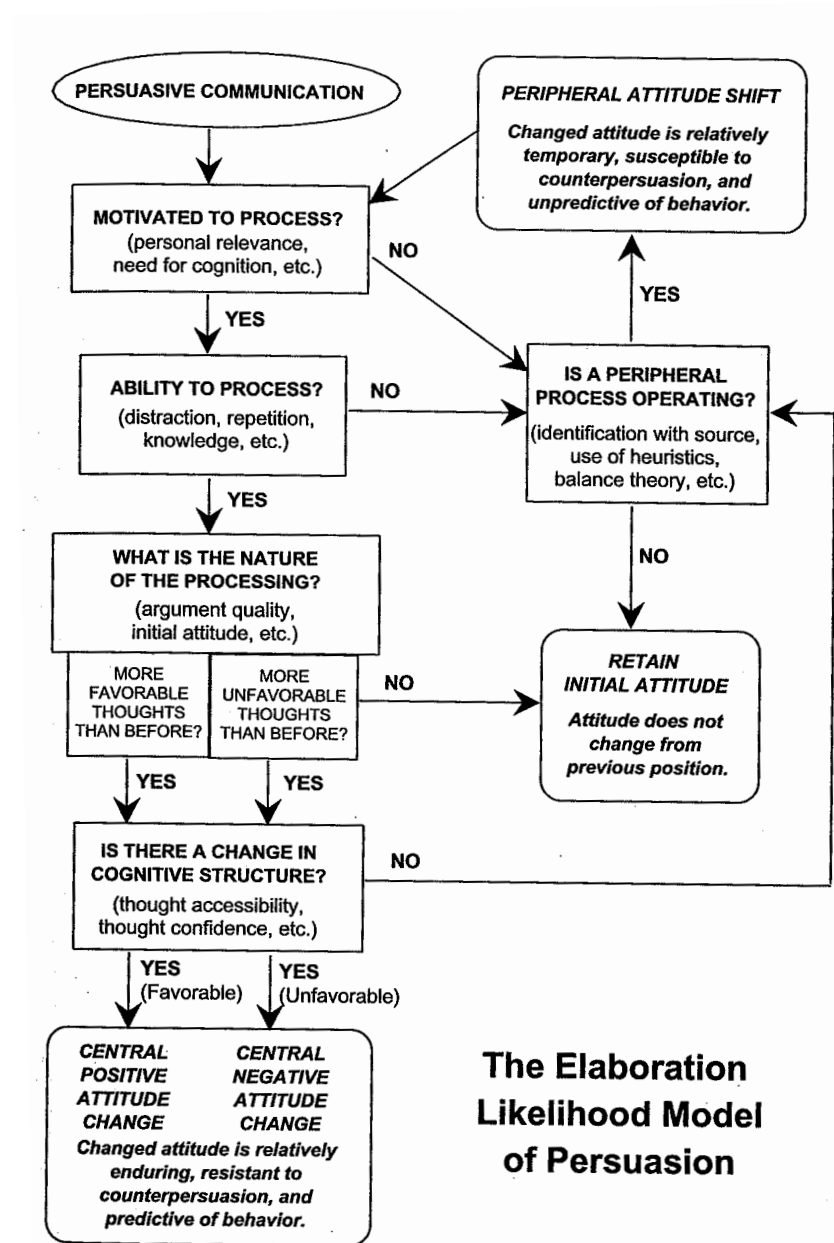 PERSUASIVE COMMUNICATION
PERIPHERAL ATTITUDE SHIFT
Changed attitude is relatively
temporary, susceptible to
counterpersuasion, and
unpredictive of behavior.
MOTIVATED TO PROCESS?
(personal relevance,
need for cognition, etc.)
NO
YES
YES
ABILITY TO PROCESS?
(distraction, repetition,
knowledge, etc.)
NO
IS A PERIPHERAL
PROCESS OPERATING?
(identification with source,
use of heuristics,
balance theory, etc.)
YES
NO
WHAT IS THE NATURE
OF THE PROCESSING?
(argument quality,
initial attitude, etc.)
MORE
FAVORABLE
THOUGHTS
THAN BEFORE?
MORE
UNFAVORABLE
THOUGHTS
THAN BEFORE?
NO
RETAIN
INITIAL ATTITUDE
Attitude does not
change from
previous position.
YES
YES
IS THERE A CHANGE IN
COGNITIVE STRUCTURE?
(thought accessibility,
thought confidence, etc.)
NO
YES
(Favorable)
YES
(Unfavorable)
CENTRAL
POSITIVE
ATTITUDE
CHANGE
CENTRAL
NEGATIVE
ATTITUDE
CHANGE
Changed attitude is relatively
enduring, resistant to
counterpersuasion, and
predictive of behavior.
The Elaboration
Likelihood Model
of Persuasion